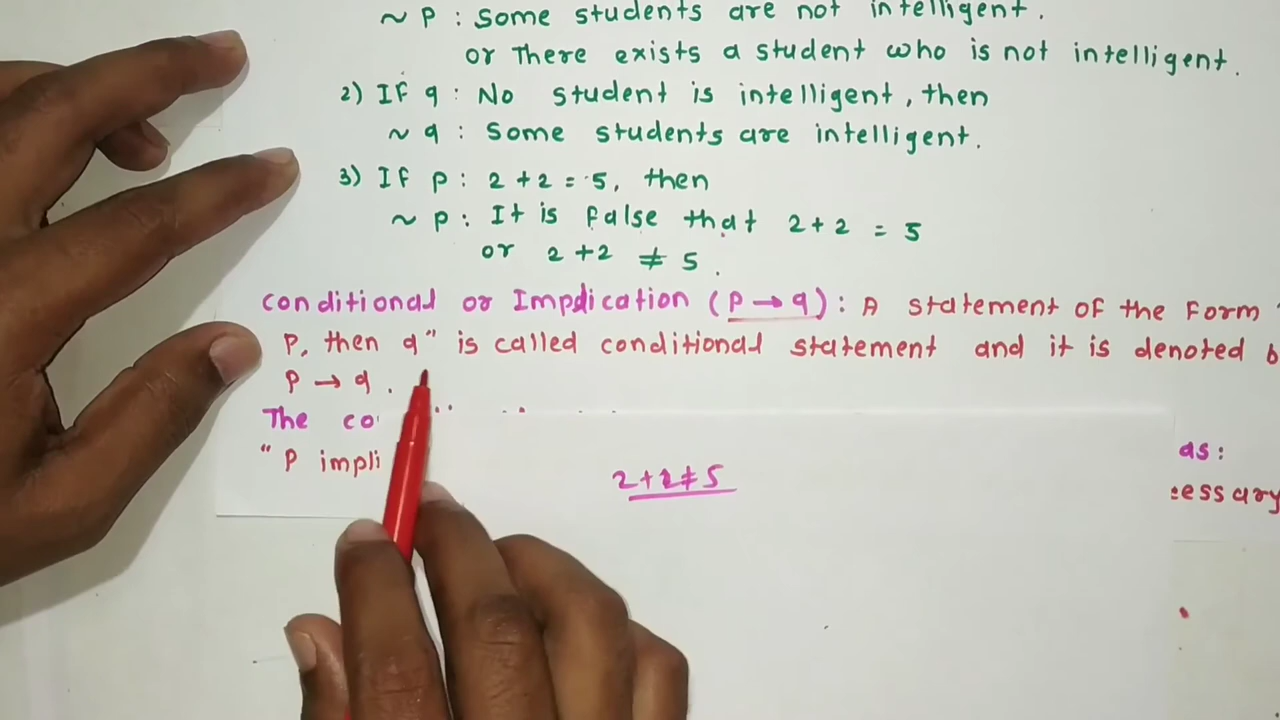 ~ P : Some students are not intelligent.
or There exists a student who is not intelligent.
2) If q : No student is intelligent, then
~ q : Some students are intelligent.
3) If p : 2 + 2 = 5, then
~ p : It is false that 2 + 2 = 5
or 2 + 2 ≠ 5.
Conditional or Implication (P → q) : A statement of the Form
P, then q" is called conditional statement and it is denoted
P → q.
The
as:
"P
2+2≠5